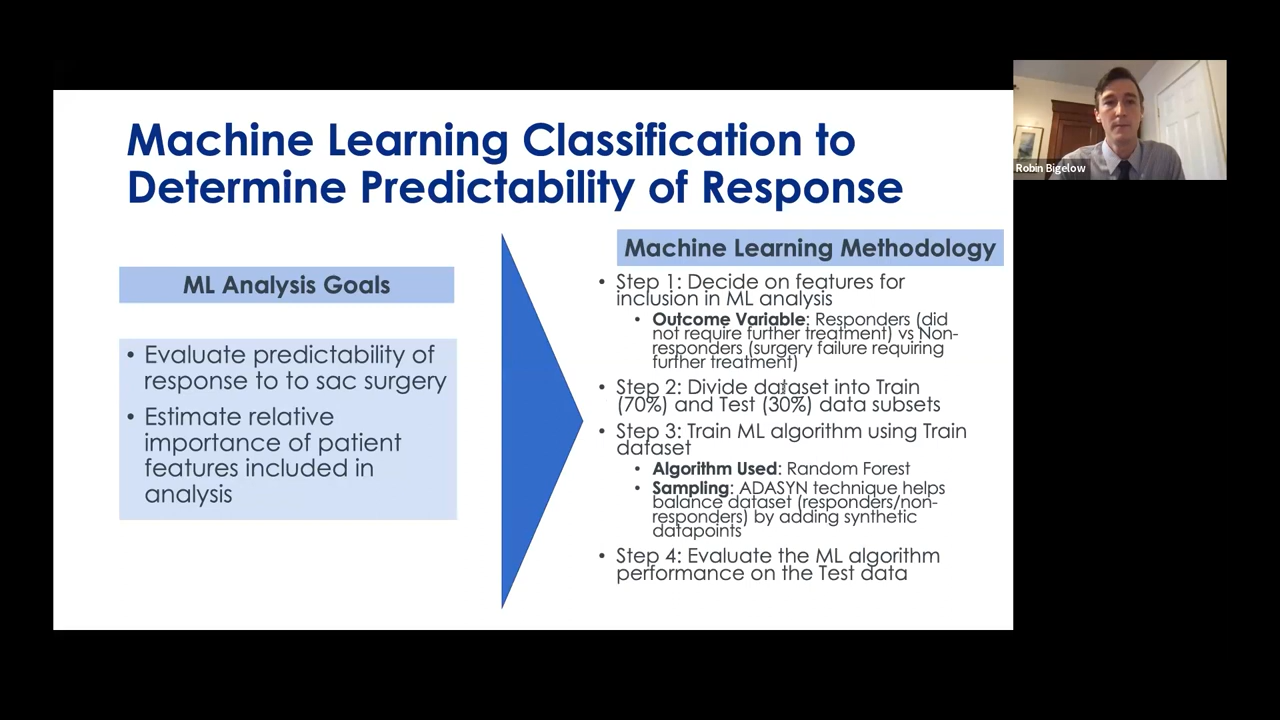 Machine Learning Classification to
Determine Predictability of Response
Robin Bigelow
ML Analysis Goals
• Evaluate predictability of
response to to sac surgery
• Estimate relative
importance of patient
features included in
analysis
Machine Learning Methodology
• Step 1: Decide on features for
inclusion in ML analysis
• Outcome Variable: Responders (did
not require further treatment) vs Non-
responders (surgery failure requiring
further treatment)
• Step 2: Divide dataset into Train
(70%) and Test (30%) data subsets
• Step 3: Train ML algorithm using Train
dataset
• Algorithm Used: Random Forest
• Sampling: ADASYN technique helps
balance dataset (responders/non-
responders) by adding synthetic
datapoints
• Step 4: Evaluate the ML algorithm
performance on the Test data